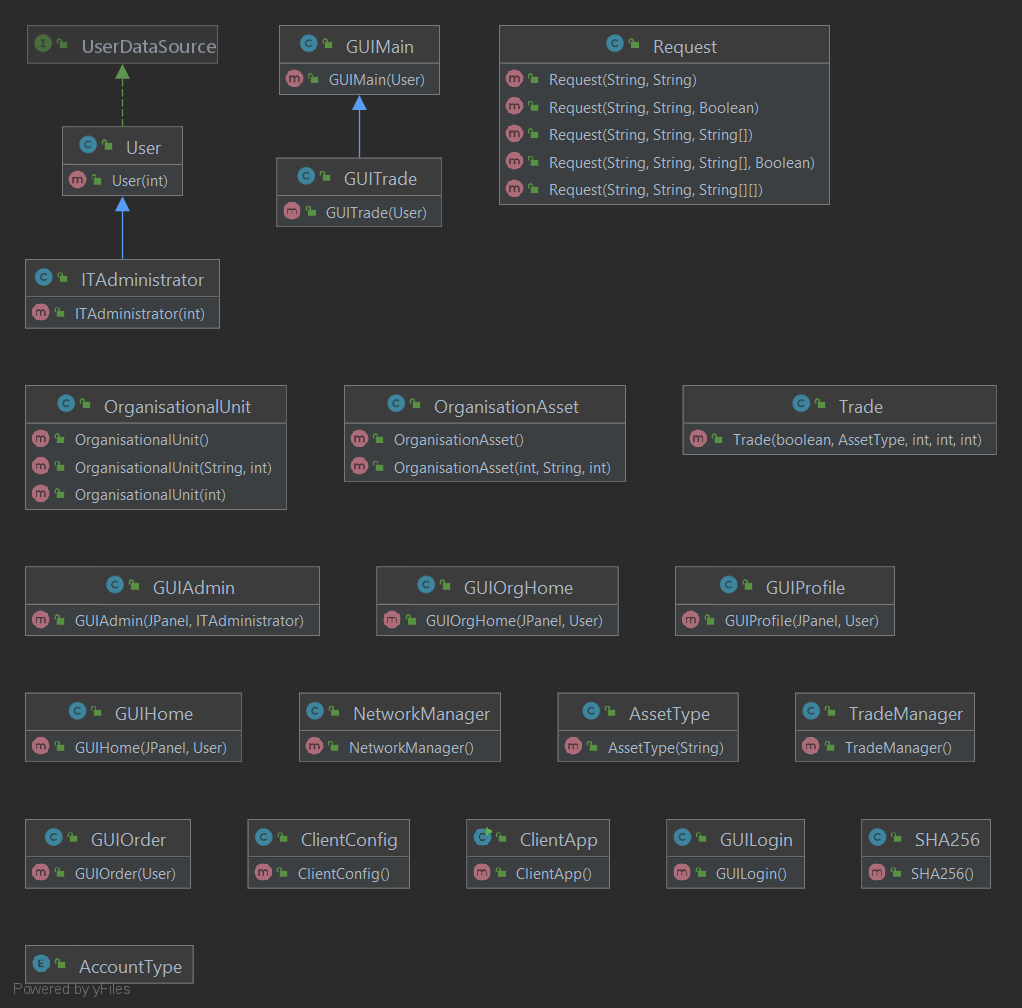 UserDataSource
User
User(int)
ITAdministrator
ITAdministrator(int)
GUIMain
GUIMain(User)
GUITrade
GUITrade(User)
Request
Request(String, String)
Request(String, String, Boolean)
Request(String, String, String[])
Request(String, String, String[], Boolean)
Request(String, String, String[][])
OrganisationalUnit
OrganisationalUnit()
OrganisationalUnit(String, int)
OrganisationalUnit(int)
OrganisationAsset
OrganisationAsset()
OrganisationAsset(int, String, int)
Trade
Trade(boolean, AssetType, int, int, int)
GUIAdmin
GUIAdmin(JPanel, ITAdministrator)
GUIOrgHome
GUIOrgHome(JPanel, User)
GUIProfile
GUIProfile(JPanel, User)
GUIHome
GUIHome(JPanel, User)
NetworkManager
NetworkManager()
AssetType
AssetType(String)
TradeManager
TradeManager()
GUIOrder
GUIOrder(User)
ClientConfig
ClientConfig()
ClientApp
ClientApp()
GUILogin
GUILogin()
SHA256
SHA256()
AccountType
Powered by yFiles